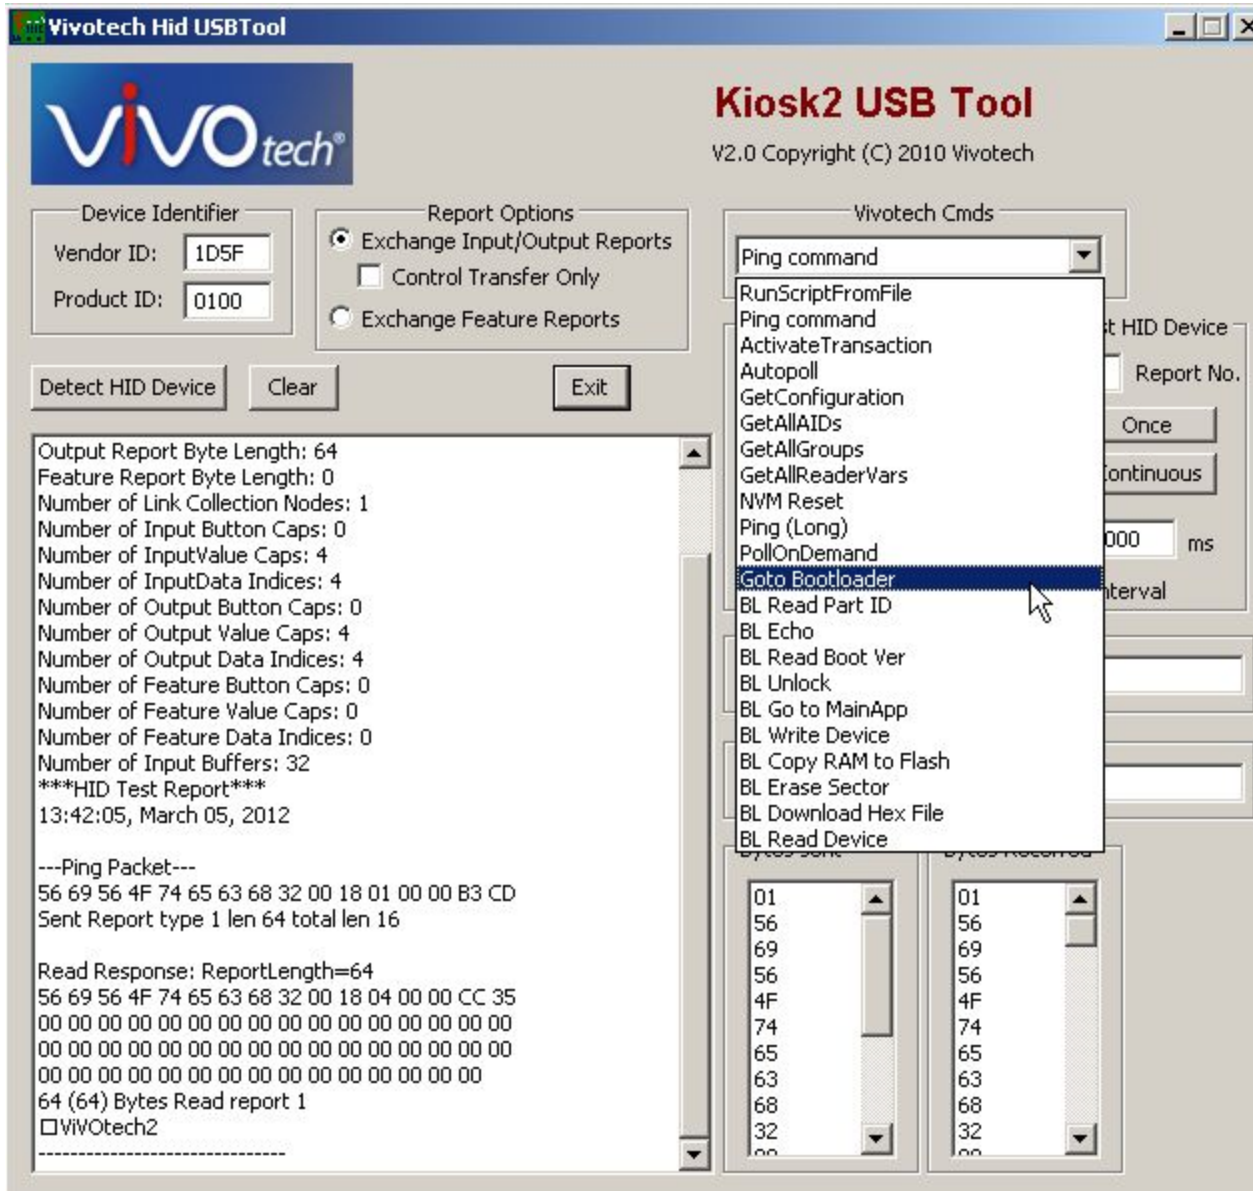 Vivotech Hid USBTool
ViVOtech®
Kiosk2 USB Tool
V2.0 Copyright (C) 2010 Vivotech
Device Identifier
Vendor ID: 1D5F
Product ID: 0100
Report Options
Exchange Input/Output Reports
Control Transfer Only
Exchange Feature Reports
Vivotech Cmds
Ping command
RunScriptFromFile
Ping command
ActivateTransaction
Autopoll
GetConfiguration
GetAllAIDs
GetAllGroups
GetAllReaderVars
NVM Reset
Ping (Long)
PollOnDemand
Goto Bootloader
BL Read Part ID
BL Echo
BL Read Boot Ver
BL Unlock
BL Go to MainApp
BL Write Device
BL Copy RAM to Flash
BL Erase Sector
BL Download Hex File
BL Read Device
HID Device
Report No.
Once
ms
Detect HID Device
Clear
Exit
Output Report Byte Length: 64
Feature Report Byte Length: 0
Number of Link Collection Nodes: 1
Number of Input Button Caps: 0
Number of InputValue Caps: 4
Number of InputData Indices: 4
Number of Output Button Caps: 0
Number of Output Value Caps: 4
Number of Output Data Indices: 4
Number of Feature Button Caps: 0
Number of Feature Value Caps: 0
Number of Feature Data Indices: 0
Number of Input Buffers: 32
***HID Test Report***
13:42:05, March 05, 2012
---Ping Packet---
56 69 56 4F 74 65 63 68 32 00 18 01 00 00 B3 CD
Sent Report type 1 len 64 total len 16
Read Response: ReportLength=64
56 69 56 4F 74 65 63 68 32 00 18 04 00 00 CC 35
00 00 00 00 00 00 00 00 00 00 00 00 00 00 00 00
00 00 00 00 00 00 00 00 00 00 00 00 00 00 00 00
00 00 00 00 00 00 00 00 00 00 00 00 00 00 00
64 (64) Bytes Read report 1
ViVOtech2
------------------------------
01
56
69
56
4F
74
65
63
68
32
01
56
69
56
4F
74
65
63
68
32